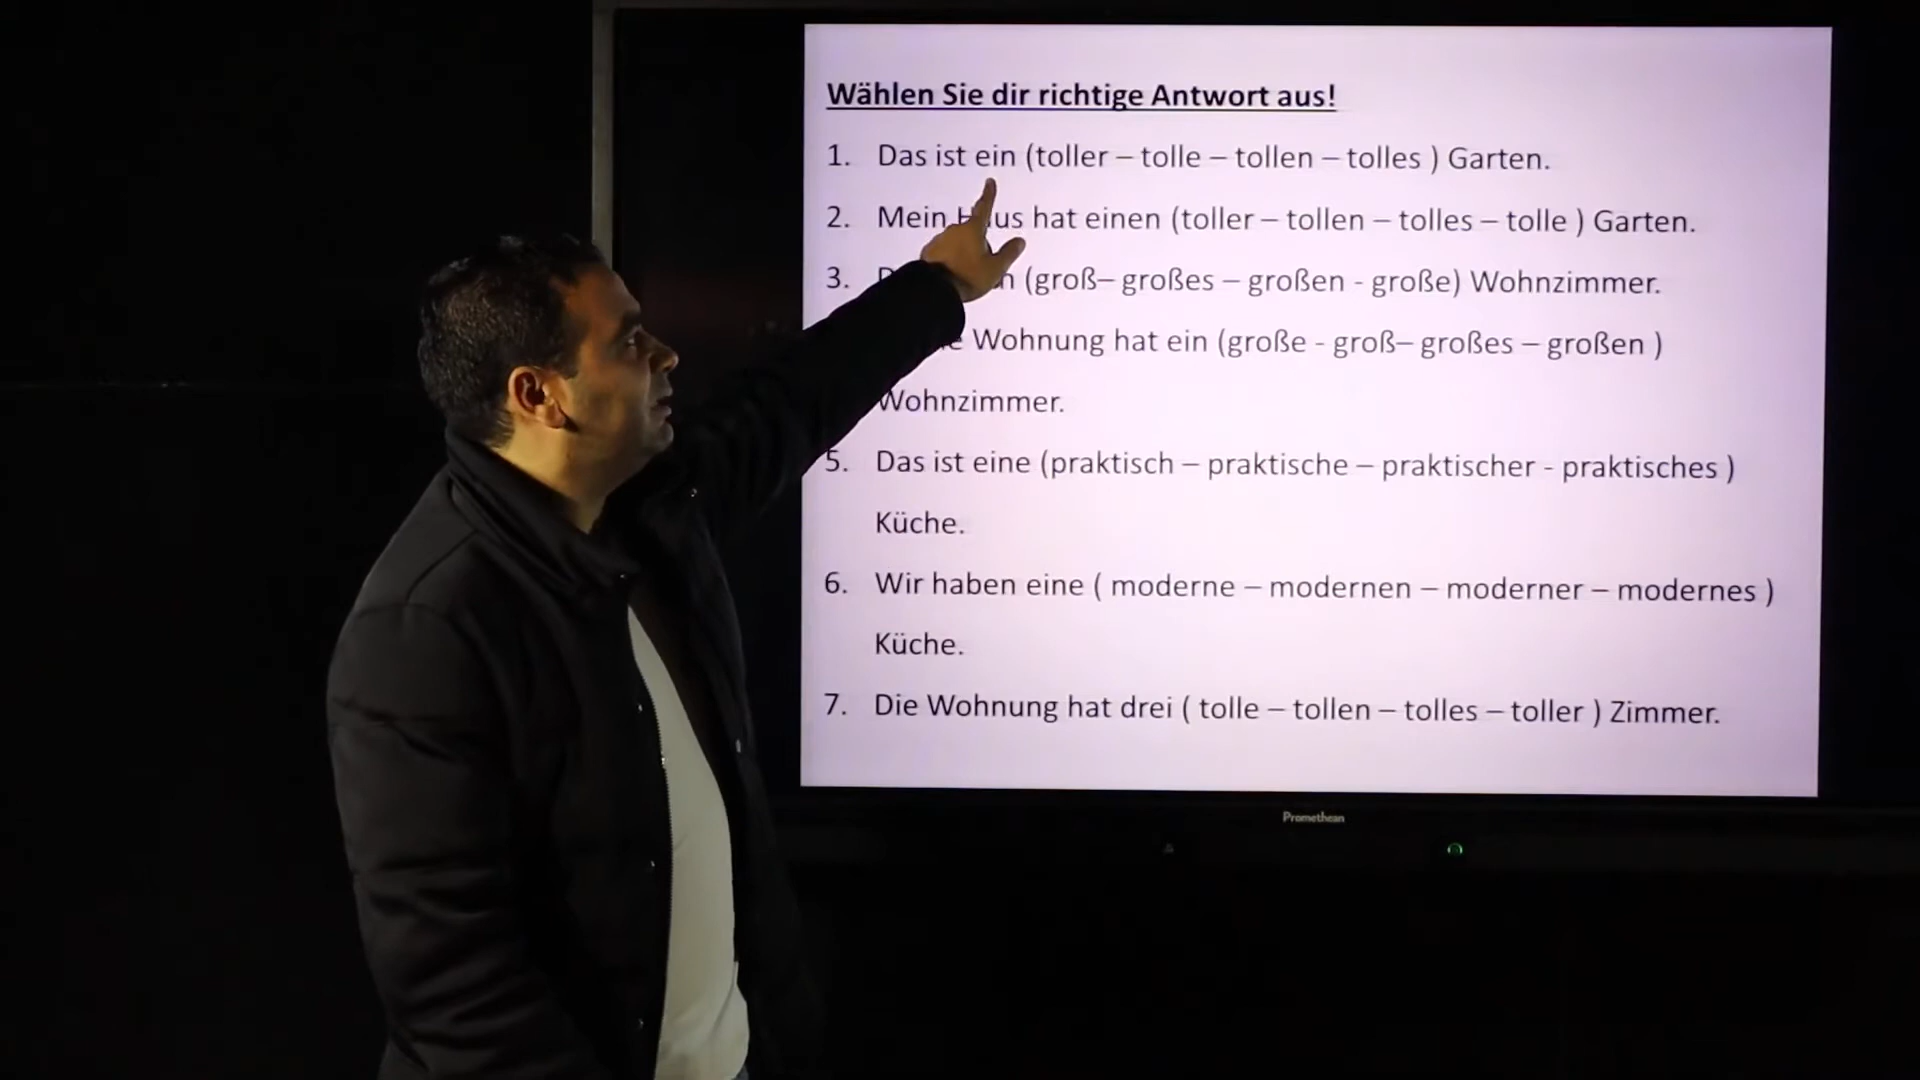 Wählen Sie dir richtige Antwort aus!
1. Das ist ein (toller – tolle – tollen – tolles ) Garten.
2. Mein hat einen (toller – tollen – tolles – tolle ) Garten.
3. (groß– großes – großen - große) Wohnzimmer.
Wohnung hat ein (große - groß– großes – großen )
Wohnzimmer.
5. Das ist eine (praktisch – praktische – praktischer - praktisches )
Küche.
6. Wir haben eine ( moderne – modernen – moderner – modernes )
Küche.
7. Die Wohnung hat drei ( tolle – tollen – tolles – toller ) Zimmer.
Promethean